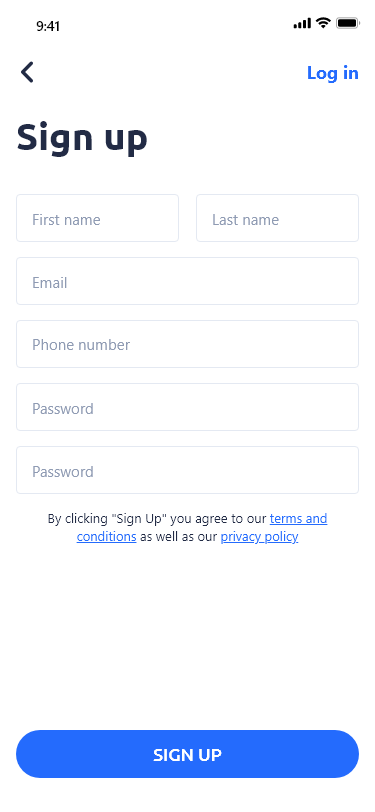 9:41
Log in
Sign up
First name
Last name
Email
Phone number
Password
Password
By clicking "Sign Up" you agree to our terms and
conditions as well as our privacy policy
SIGN UP